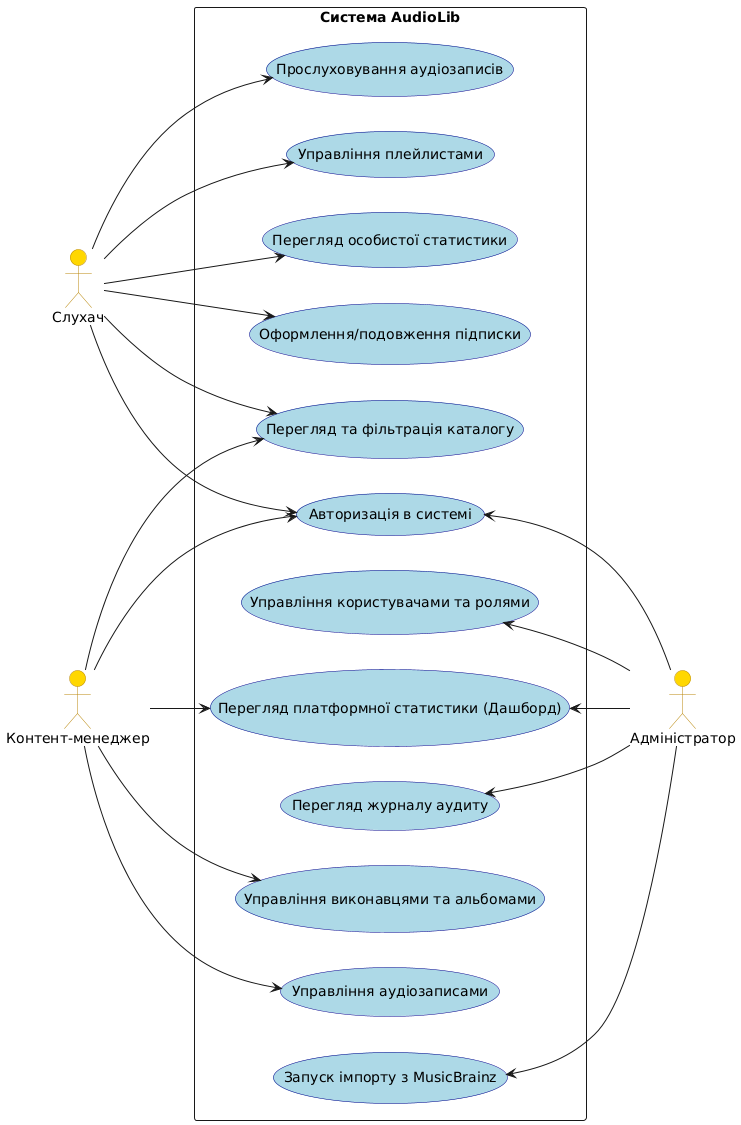 Система AudioLib
Прослуховування аудіозаписів
Управління плейлистами
Перегляд особистої статистики
Слухач
Оформлення/подовження підписки
Перегляд та фільтрація каталогу
Авторизація в системі
Управління користувачами та ролями
Контент-менеджер
Перегляд платформної статистики (Дашборд)
Адміністратор
Перегляд журналу аудиту
Управління виконавцями та альбомами
Управління аудіозаписами
Запуск імпорту з MusicBrainz